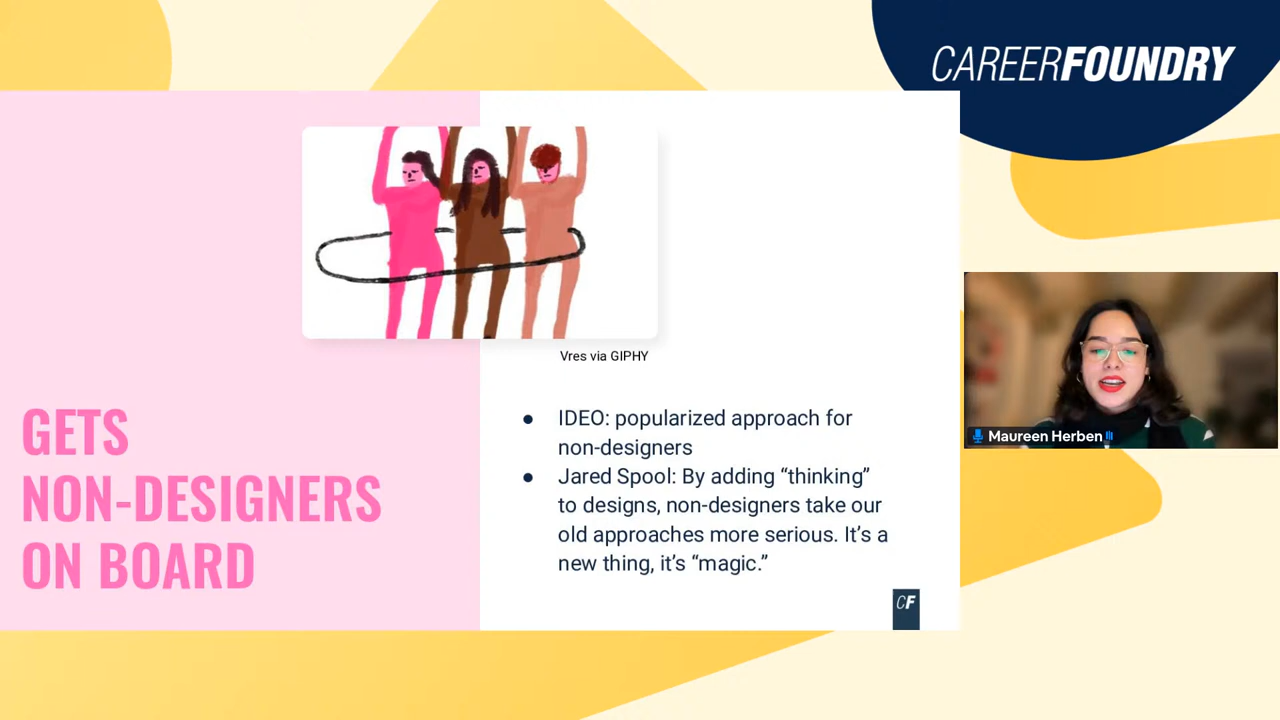 CAREERFOUNDRY
Vres via GIPHY
GETS
NON-DESIGNERS
ON BOARD
● IDEO: popularized approach for
non-designers
● Jared Spool: By adding “thinking”
to designs, non-designers take our
old approaches more serious. It’s a
new thing, it’s “magic.”
CF
Maureen Herben